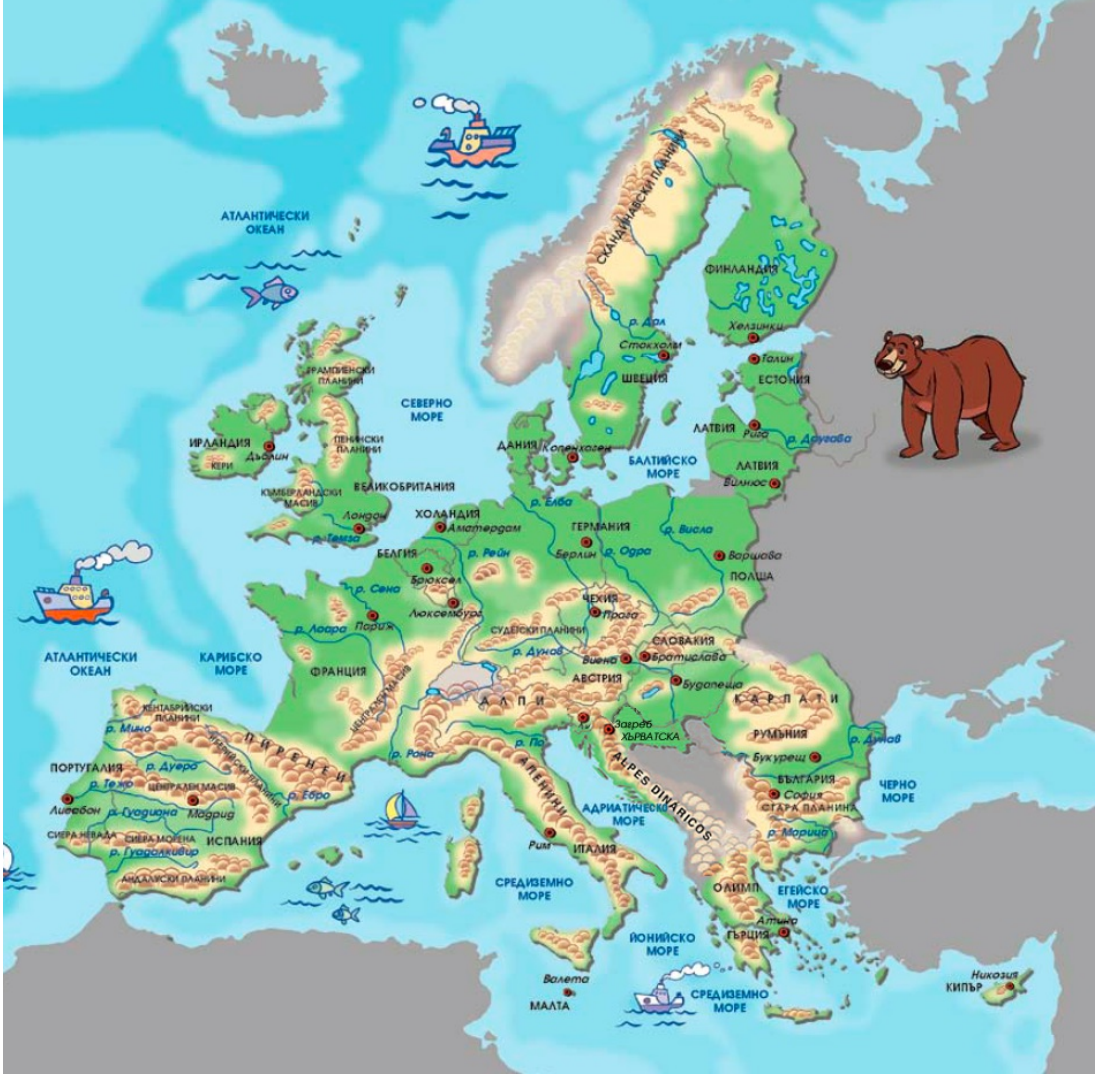 АТЛАНТИЧЕСКИ
ОКЕАН
СКАНДИНАВСКИ ПЛАНИНИ
ФИНЛАНДИЯ
Хелзинки
р. Дал
Стокхолм
ШВЕЦИЯ
Талин
ЕСТОНИЯ
ГРАМПИЕНСКИ
ПЛАНИНИ
СЕВЕРНО
МОРЕ
ЛАТВИЯ
Рига
р. Даугава
ИРЛАНДИЯ
Дъблин
КЕРИ
ПЕНИНСКИ
ПЛАНИНИ
ДАНИЯ
Копенхаген
БАЛТИЙСКО
МОРЕ
ЛАТВИЯ
Вилнюс
КЪМБЕРЛАНДСКИ
МАСИВ
ВЕЛИКОБРИТАНИЯ
Лондон
р. Темза
ХОЛАНДИЯ
Амстердам
р. Елба
ГЕРМАНИЯ
Берлин
р. Одра
р. Висла
Варшава
ПОЛША
БЕЛГИЯ
Брюксел
р. Рейн
р. Сена
Париж
Люксембург
р. Лоара
ЧЕХИЯ
Прага
СУДЕТСКИ ПЛАНИНИ
СЛОВАКИЯ
Братислава
р. Дунав
Виена
АТЛАНТИЧЕСКИ
ОКЕАН
КАРИБСКО
МОРЕ
ФРАНЦИЯ
ЦЕНТРАЛЕН МАСИВ
АВСТРИЯ
Будапеща
АЛПИ
КАРПАТИ
КЕНТАБРИЙСКИ
ПЛАНИНИ
р. Миньо
ПИРЕНЕИ
р. Рона
р. По
Загреб
ХЪРВАТСКА
РУМЪНИЯ
Букурещ
р. Дунав
р. Дуеро
ПОРТУГАЛИЯ
р. Тежо
ЦЕНТРАЛЕН МАСИВ
р. Ебро
Лисабон
р. Гуадиана
Мадрид
АПЕНИНИ
ALPES DINARICOS
АДРИАТИЧЕСКО
МОРЕ
БЪЛГАРИЯ
София
СТАРА ПЛАНИНА
ЧЕРНО
МОРЕ
р. Марица
СИЕРА НЕВАДА
СИЕРА МОРЕНА
ИСПАНИЯ
р. Гуадалкивир
АНДАЛУСКИ ПЛАНИНИ
Рим
ИТАЛИЯ
СРЕДИЗЕМНО
МОРЕ
ОЛИМП
ЕГЕЙСКО
МОРЕ
Атина
ГЪРЦИЯ
ЙОНИЙСКО
МОРЕ
Валета
МАЛТА
СРЕДИЗЕМНО
МОРЕ
Никозия
КИПЪР